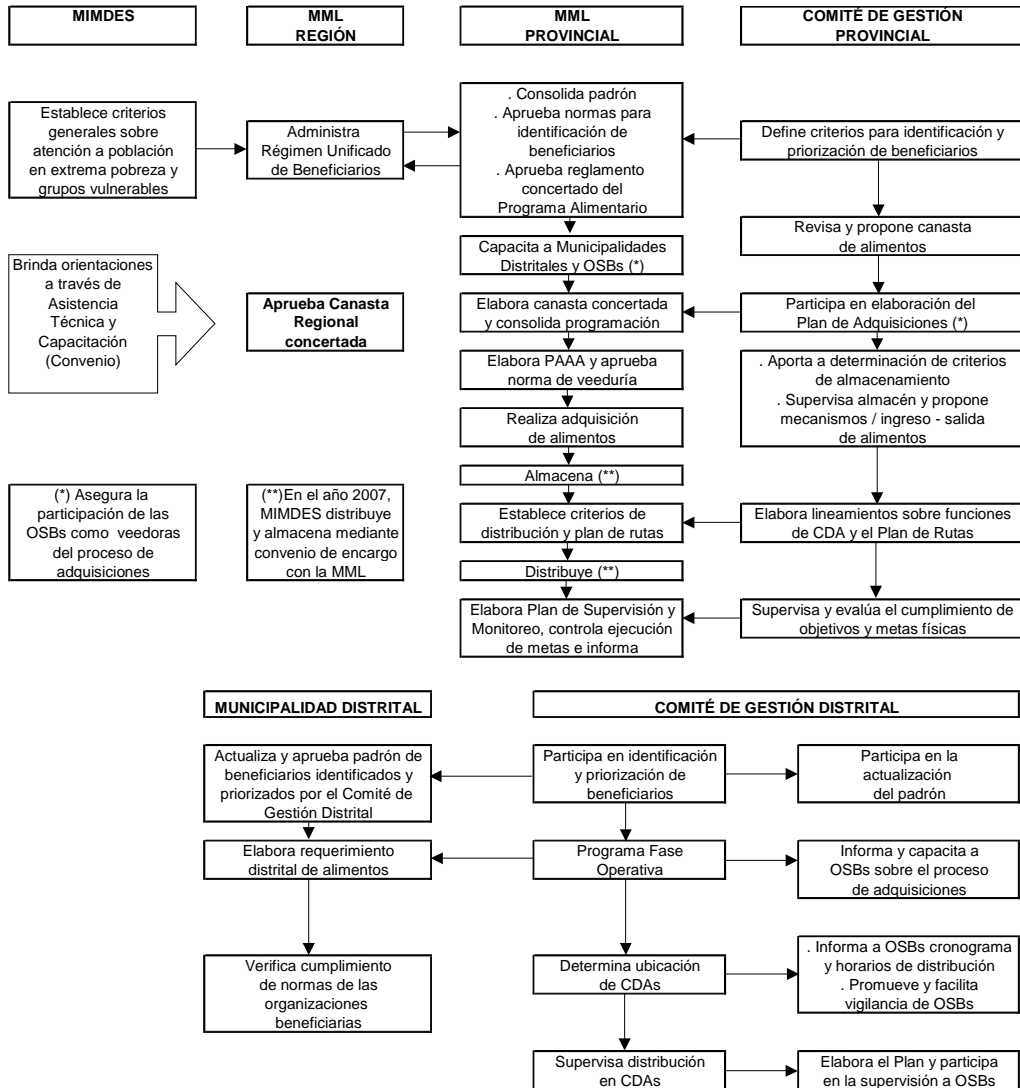 MIMDES
MML
REGIÓN
MML
PROVINCIAL
COMITÉ DE GESTIÓN
PROVINCIAL
Establece criterios
generales sobre
atención a población
en extrema pobreza y
grupos vulnerables
Administra
Régimen Unificado
de Beneficiarios
. Consolida padrón
. Aprueba normas para
identificación de
beneficiarios
. Aprueba reglamento
concertado del
Programa Alimentario
Define criterios para identificación y
priorización de beneficiarios
Capacita a Municipalidades
Distritales y OSBs (*)
Revisa y propone canasta
de alimentos
Brinda orientaciones
a través de
Asistencia
Técnica y
Capacitación
(Convenio)
Aprueba Canasta
Regional
concertada
Elabora canasta concertada
y consolida programación
Participa en elaboración del
Plan de Adquisiciones (*)
Elabora PAAA y aprueba
norma de veeduría
. Aporta a determinación de criterios
de almacenamiento
. Supervisa almacén y propone
mecanismos / ingreso - salida
de alimentos
Realiza adquisición
de alimentos
Almacena (**)
(*) Asegura la
participación de las
OSBs como veedoras
del proceso de
adquisiciones
(**)En el año 2007,
MIMDES distribuye
y almacena mediante
convenio de encargo
con la MML
Establece criterios de
distribución y plan de rutas
Elabora lineamientos sobre funciones
de CDA y el Plan de Rutas
Distribuye (**)
Elabora Plan de Supervisión y
Monitoreo, controla ejecución
de metas e informa
Supervisa y evalúa el cumplimiento de
objetivos y metas físicas
MUNICIPALIDAD DISTRITAL
COMITÉ DE GESTIÓN DISTRITAL
Actualiza y aprueba padrón de
beneficiarios identificados y
priorizados por el Comité de
Gestión Distrital
Participa en identificación
y priorización de
beneficiarios
Participa en la
actualización
del padrón
Elabora requerimiento
distrital de alimentos
Programa Fase
Operativa
Informa y capacita a
OSBs sobre el proceso
de adquisiciones
Verifica cumplimiento
de normas de las
organizaciones
beneficiarias
Determina ubicación
de CDAs
. Informa a OSBs cronograma
y horarios de distribución
. Promueve y facilita
vigilancia de OSBs
Supervisa distribución
en CDAs
Elabora el Plan y participa
en la supervisión a OSBs